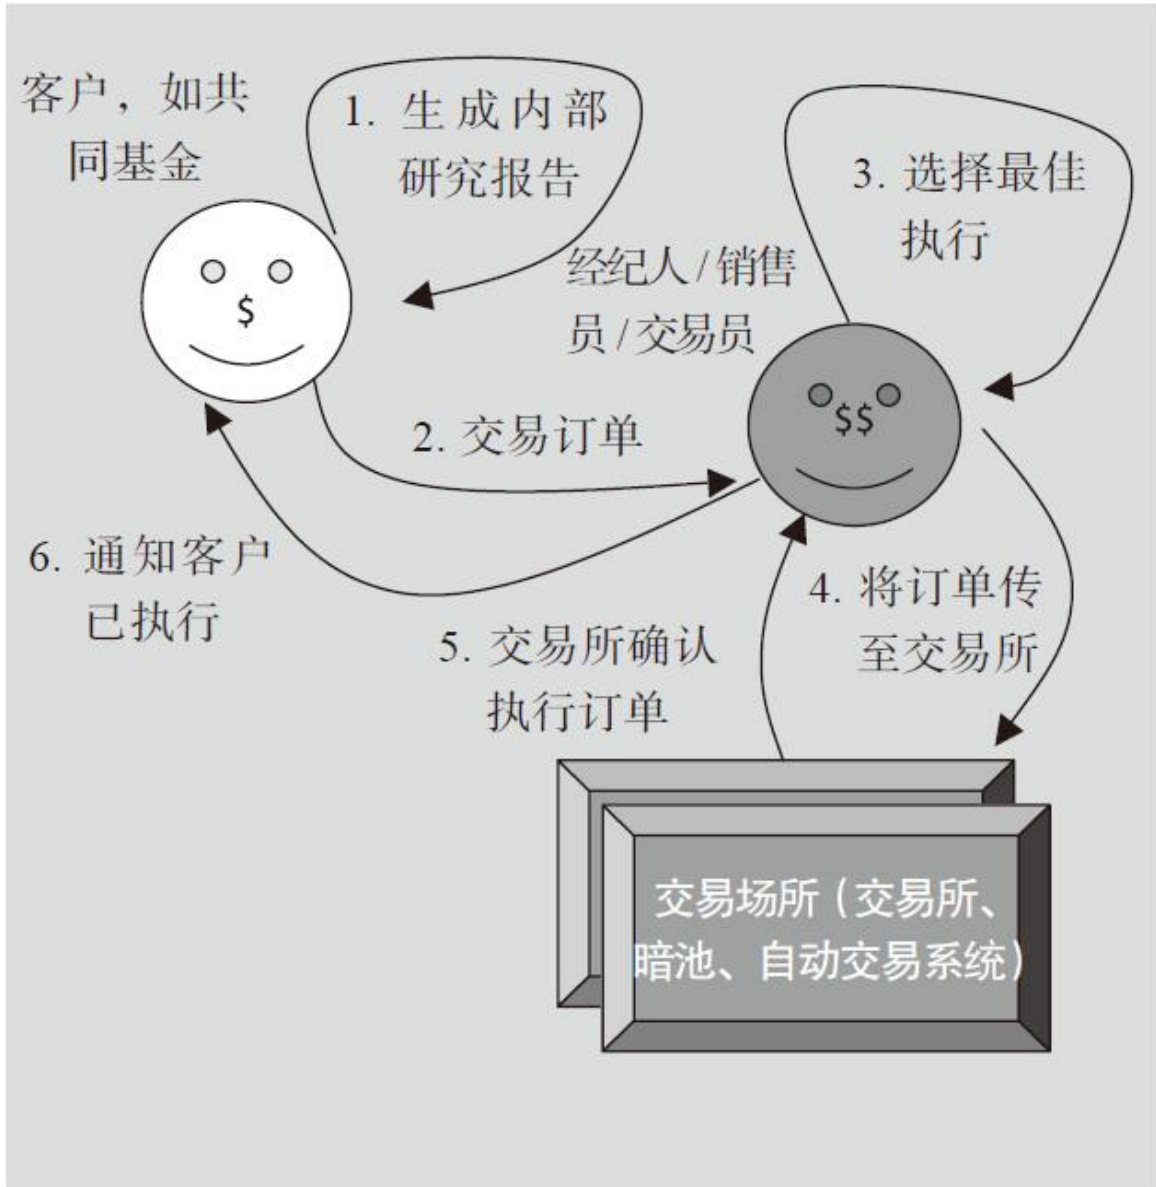 客户，如共
同基金
1. 生成内部
研究报告
3. 选择最佳
执行
经纪人/销售
员/交易员
$
$$
2. 交易订单
6. 通知客户
已执行
4. 将订单传
至交易所
5. 交易所确认
执行订单
交易场所（交易所、
暗池、自动交易系统）